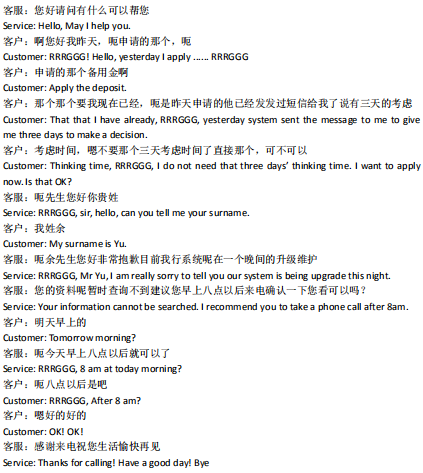 客服：您好请问有什么可以帮您
Service: Hello, May I help you.
客户：啊您好我昨天，呃申请的那个，呃
Customer: RRRGGG! Hello, yesterday I apply ...... RRRGGG
客户：申请的那个备用金啊
Customer: Apply the deposit.
客户：那个那个要我现在已经，呃是昨天申请的他已经发发过短信给我了说有三天的考虑
Customer: That that I have already, RRRGGG, yesterday system sent the message to me to give
me three days to make a decision.
客户：考虑时间，嗯不要那个三天考虑时间了直接那个，可不可以
Customer: Thinking time, RRRGGG, I do not need that three days’ thinking time. I want to apply
now. Is that OK?
客服：呃先生您好你贵姓
Service: RRRGGG, sir, hello, can you tell me your surname.
客户：我姓余
Customer: My surname is Yu.
客服：呃余先生您好非常抱歉目前我行系统呢在一个晚间的升级维护
Service: RRRGGG, Mr Yu, I am really sorry to tell you our system is being upgrade this night.
客服：您的资料呢暂时查询不到建议您早上八点以后来电确认一下您看可以吗？
Service: Your information cannot be searched. I recommend you to take a phone call after 8am.
客户：明天早上的
Customer: Tomorrow morning?
客服：呃今天早上八点以后就可以了
Service: RRRGGG, 8 am at today morning?
客户：呃八点以后是吧
Customer: RRRGGG, After 8 am?
客户：嗯好的好的
Customer: OK! OK!
客服：感谢来电祝您生活愉快再见
Service: Thanks for calling! Have a good day! Bye